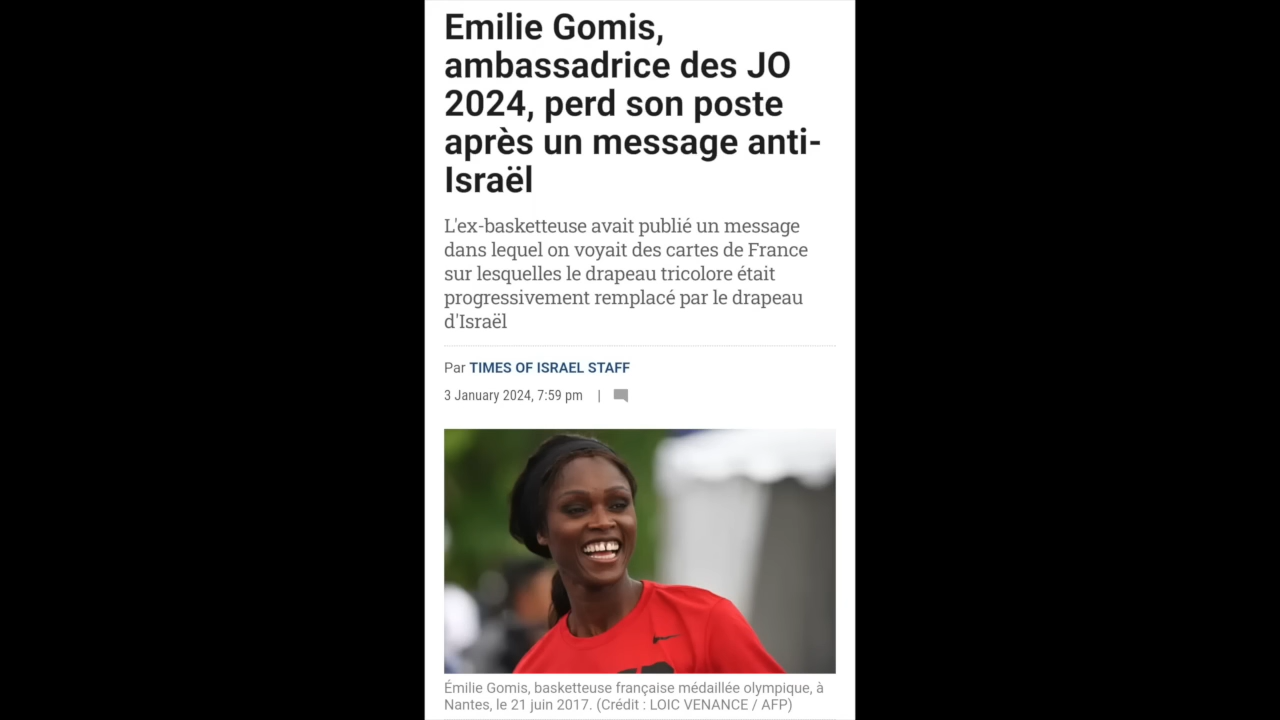 Emilie Gomis,
ambassadrice des JO
2024, perd son poste
après un message anti-
Israël
L'ex-basketteuse avait publié un message
dans lequel on voyait des cartes de France
sur lesquelles le drapeau tricolore était
progressivement remplacé par le drapeau
d'Israël
Par TIMES OF ISRAEL STAFF
3 January 2024, 7:59 pm |
Émilie Gomis, basketteuse française médaillée olympique, à
Nantes, le 21 juin 2017. (Crédit : LOIC VENANCE / AFP)